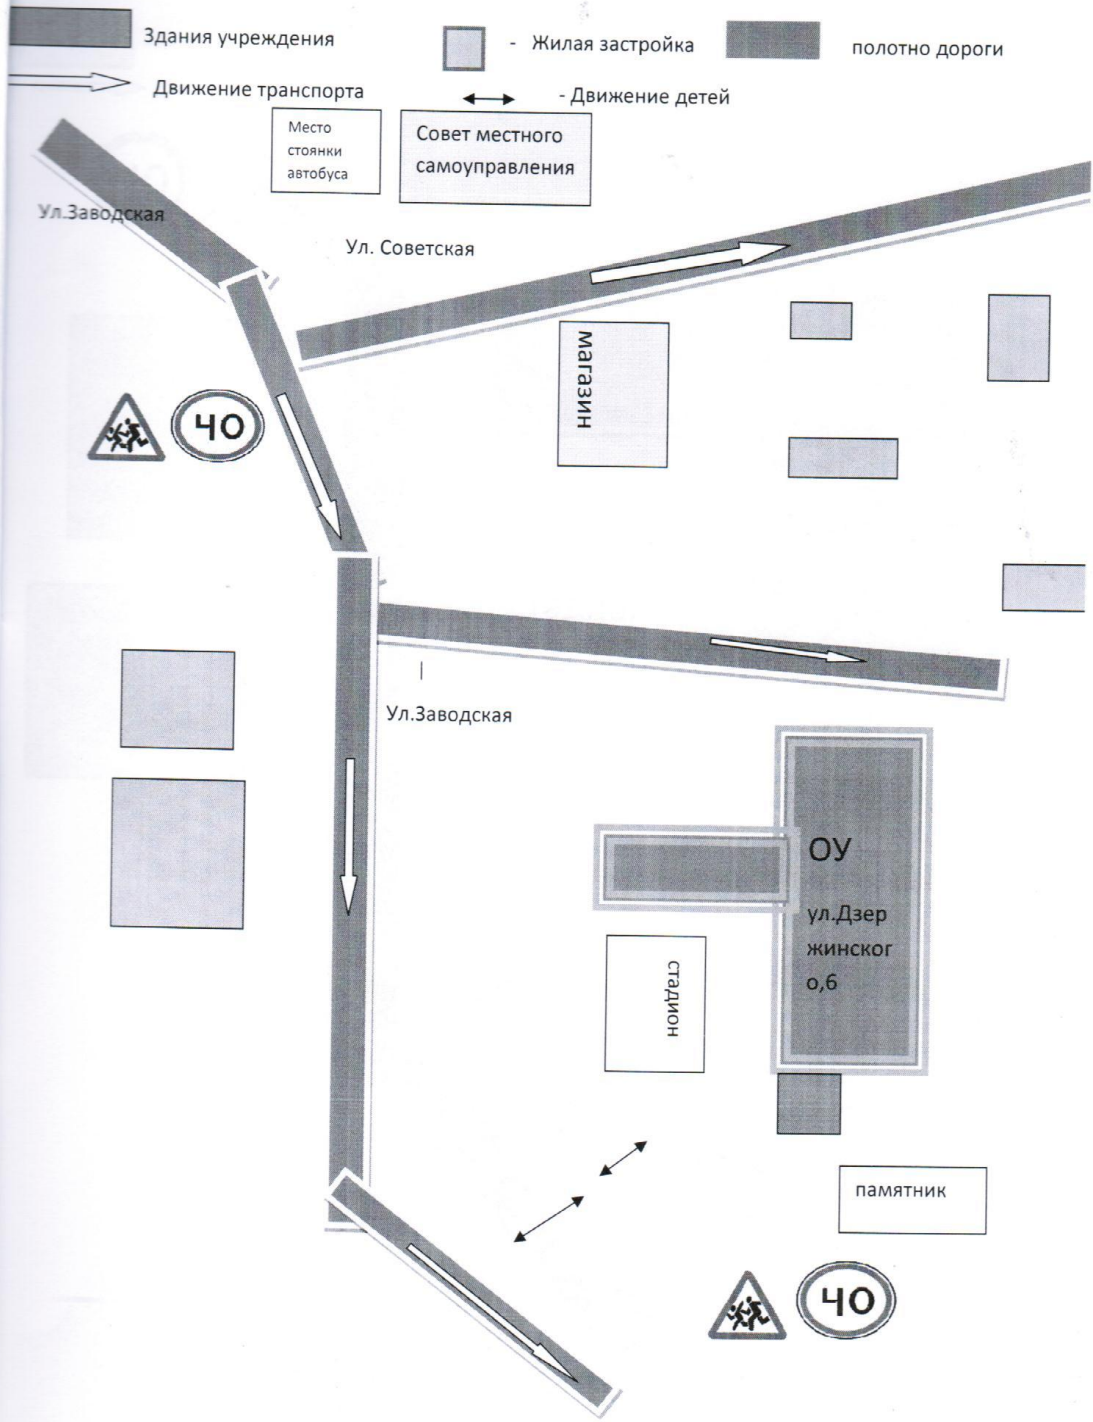 Здания учреждения
- Жилая застройка
полотно дороги
Движение транспорта
- Движение детей
Место
стоянки
автобуса
Совет местного
самоуправления
Ул.Заводская
Ул. Советская
магазин
40
Ул.Заводская
ОУ
ул.Дзер
жинског
о,6
стадион
памятник
40